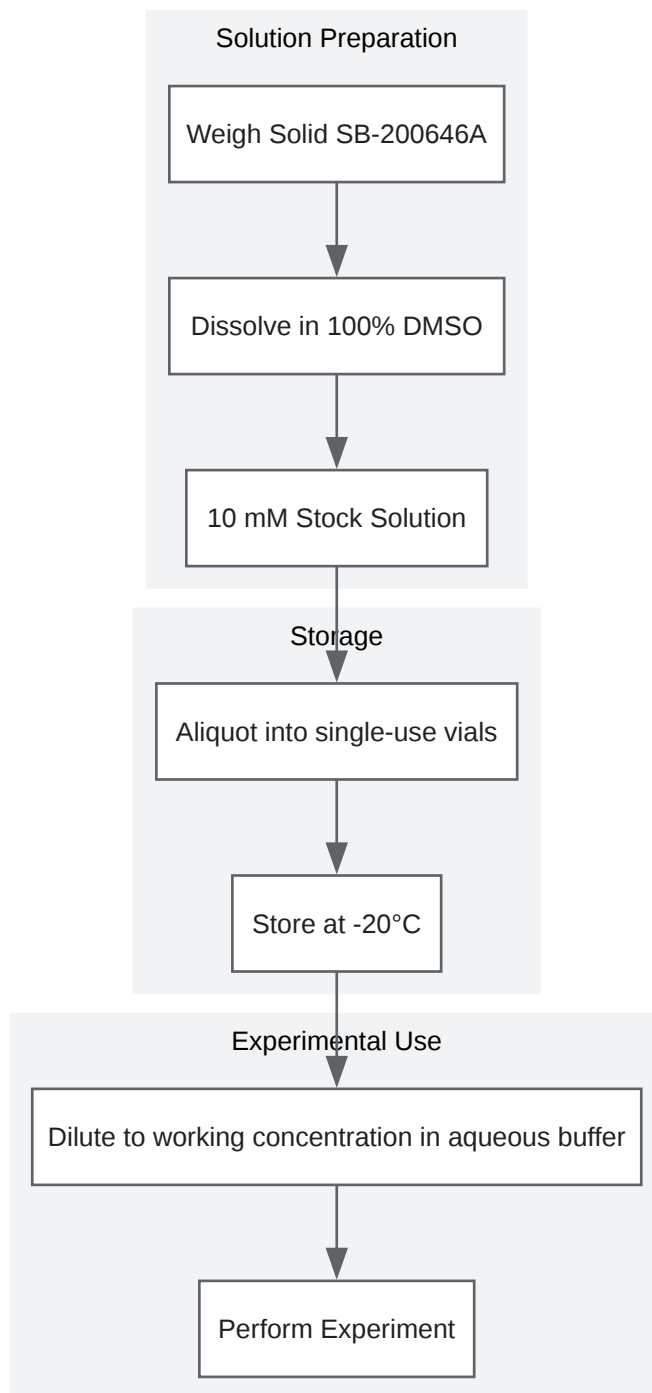 Solution Preparation
Weigh Solid SB-200646A
Dissolve in 100% DMSO
10 mM Stock Solution
Storage
Aliquot into single-use vials
Store at -20°C
Experimental Use
Dilute to working concentration in aqueous buffer
Perform Experiment